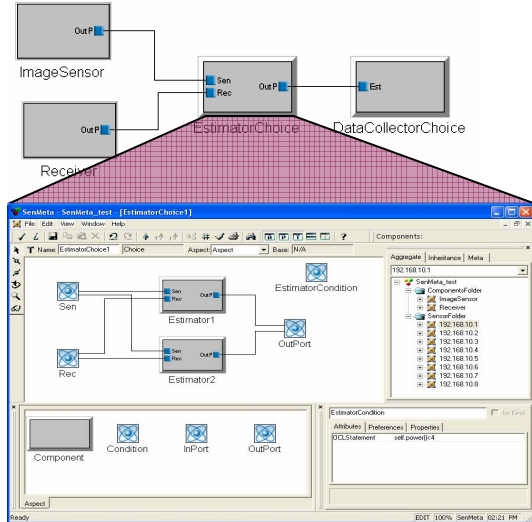 Out P
ImageSensor
Out P
Receiver
Sen
Rec
Out P
EstimatorChoice
Est
DataCollectorChoice
SenMeta - SenMeta_test - [EstimatorChoice1]
File Edit View Window Help
Components:
Name: EstimatorChoice1 Choice Aspect: Aspect Base: N/A
Aggregate Inheritance Meta
192.168.10.1
SenMeta_test
ComponentsFolder
ImageSensor
Receiver
SensorFolder
192.168.10.1
192.168.10.2
192.168.10.3
192.168.10.4
192.168.10.5
192.168.10.6
192.168.10.7
192.168.10.8
Sen
Rec
Sen
Rec
Out P
Estimator1
Sen
Rec
Out P
Estimator2
EstimatorCondition
OutPort
Component
Condition
InPort
OutPort
Aspect
EstimatorCondition
for Kind
Attributes Preferences Properties
OCLStatement self.power()<4
Ready
EDIT 100% SenMeta 02:21 PM